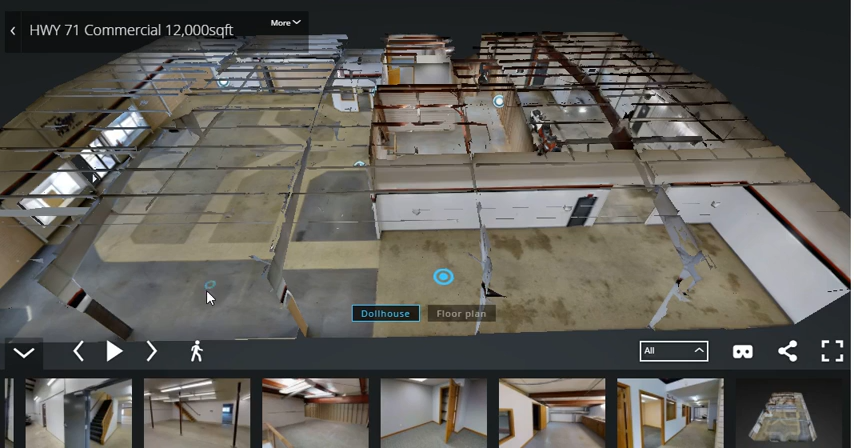 HWY 71 Commercial 12,000sqft
More
Dollhouse
Floor plan
All